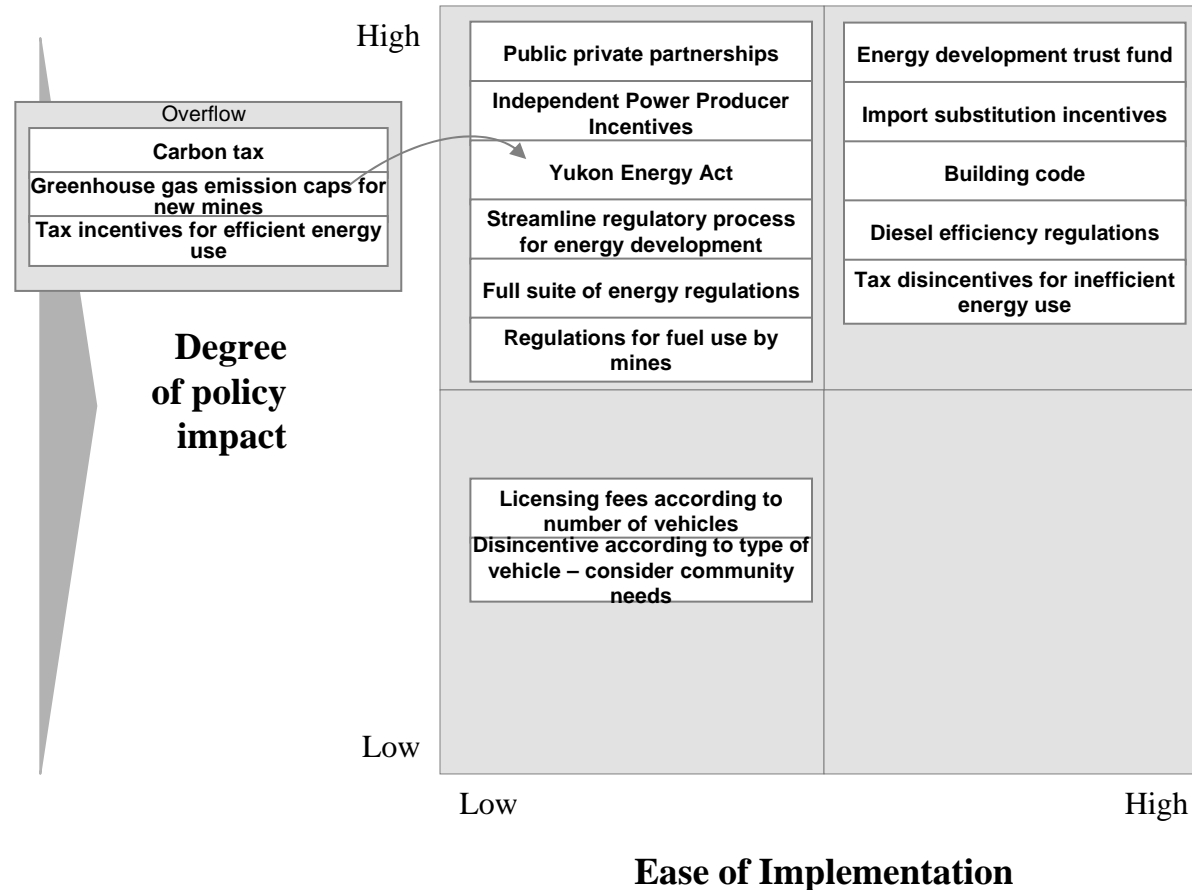 High
Overflow
Carbon tax
Greenhouse gas emission caps for
new mines
Tax incentives for efficient energy
use
Degree
of policy
impact
Public private partnerships
Independent Power Producer
Incentives
Yukon Energy Act
Streamline regulatory process
for energy development
Full suite of energy regulations
Regulations for fuel use by
mines
Energy development trust fund
Import substitution incentives
Building code
Diesel efficiency regulations
Tax disincentives for inefficient
energy use
Licensing fees according to
number of vehicles
Disincentive according to type of
vehicle – consider community
needs
Low
Low
High
Ease of Implementation